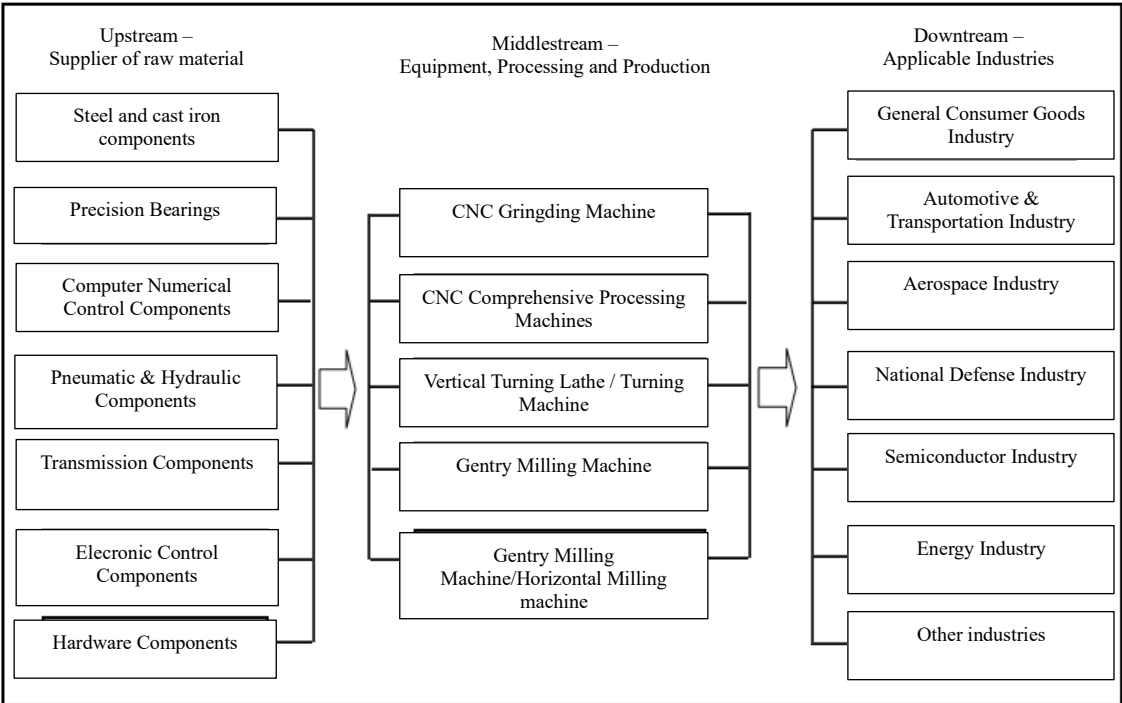 Upstream –
Supplier of raw material
Steel and cast iron
components
Precision Bearings
Computer Numerical
Control Components
Pneumatic & Hydraulic
Components
Transmission Components
Elecronic Control
Components
Hardware Components
Middlestream –
Equipment, Processing and Production
CNC Gringding Machine
CNC Comprehensive Processing
Machines
Vertical Turning Lathe / Turning
Machine
Gentry Milling Machine
Gentry Milling
Machine/Horizontal Milling
machine
Downtream –
Applicable Industries
General Consumer Goods
Industry
Automotive &
Transportation Industry
Aerospace Industry
National Defense Industry
Semiconductor Industry
Energy Industry
Other industries